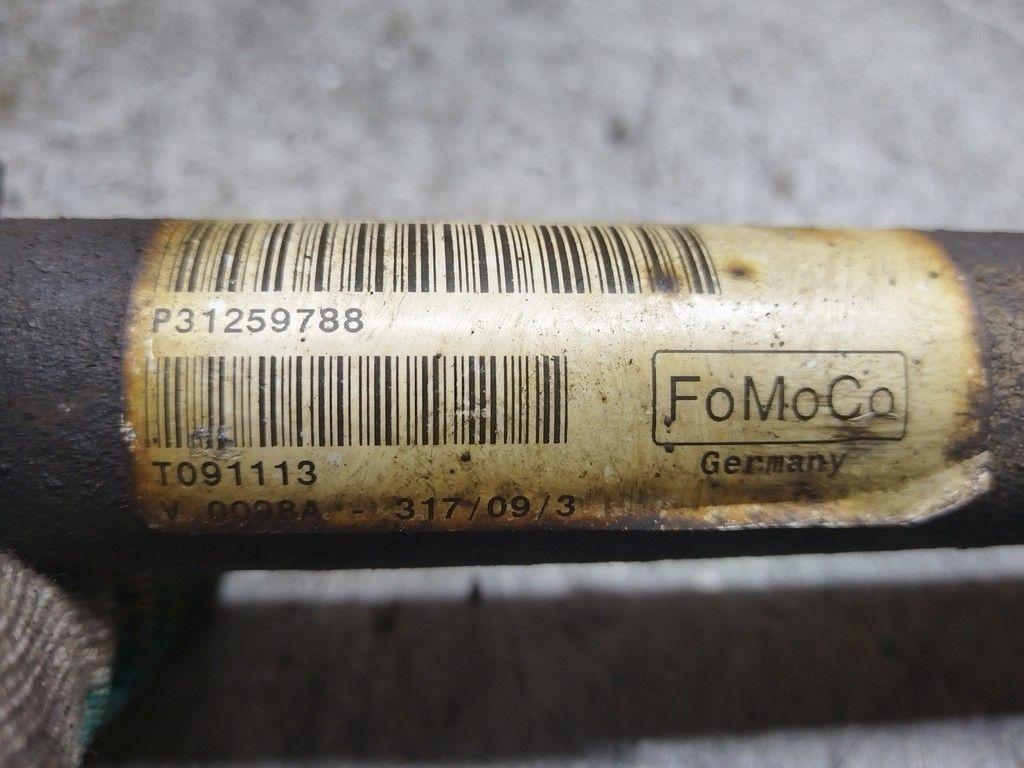 P31259788
FoMoCo
T091113
Germany
V 0098A - 317/09/3